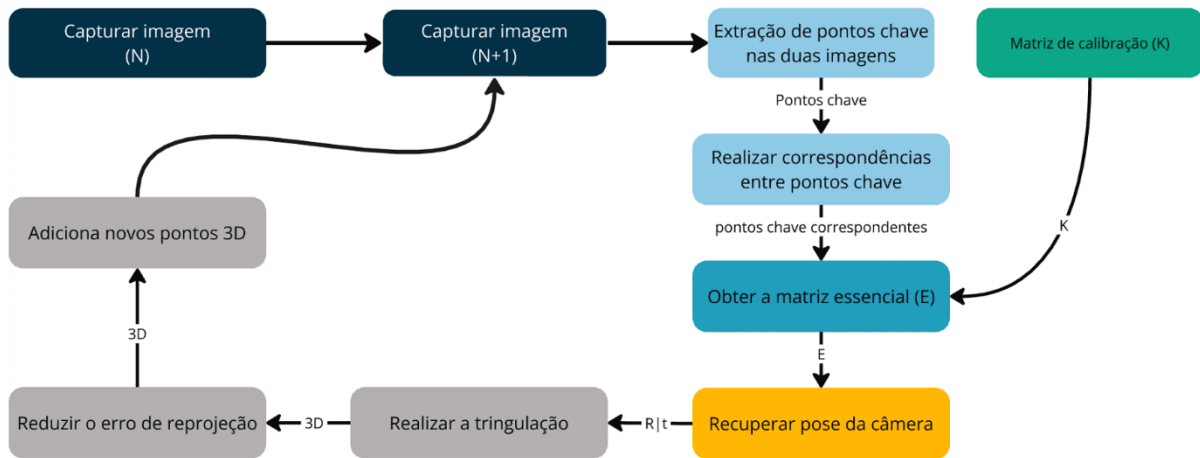 Capturar imagem
(N)
Capturar imagem
(N+1)
Extração de pontos chave
nas duas imagens
Matriz de calibração (K)
Pontos chave
Realizar correspondências
entre pontos chave
Adiciona novos pontos 3D
pontos chave correspondentes
K
Obter a matriz essencial (E)
3D
E
Reduzir o erro de reprojeção
3D
Realizar a tringulação
R|t
Recuperar pose da câmera